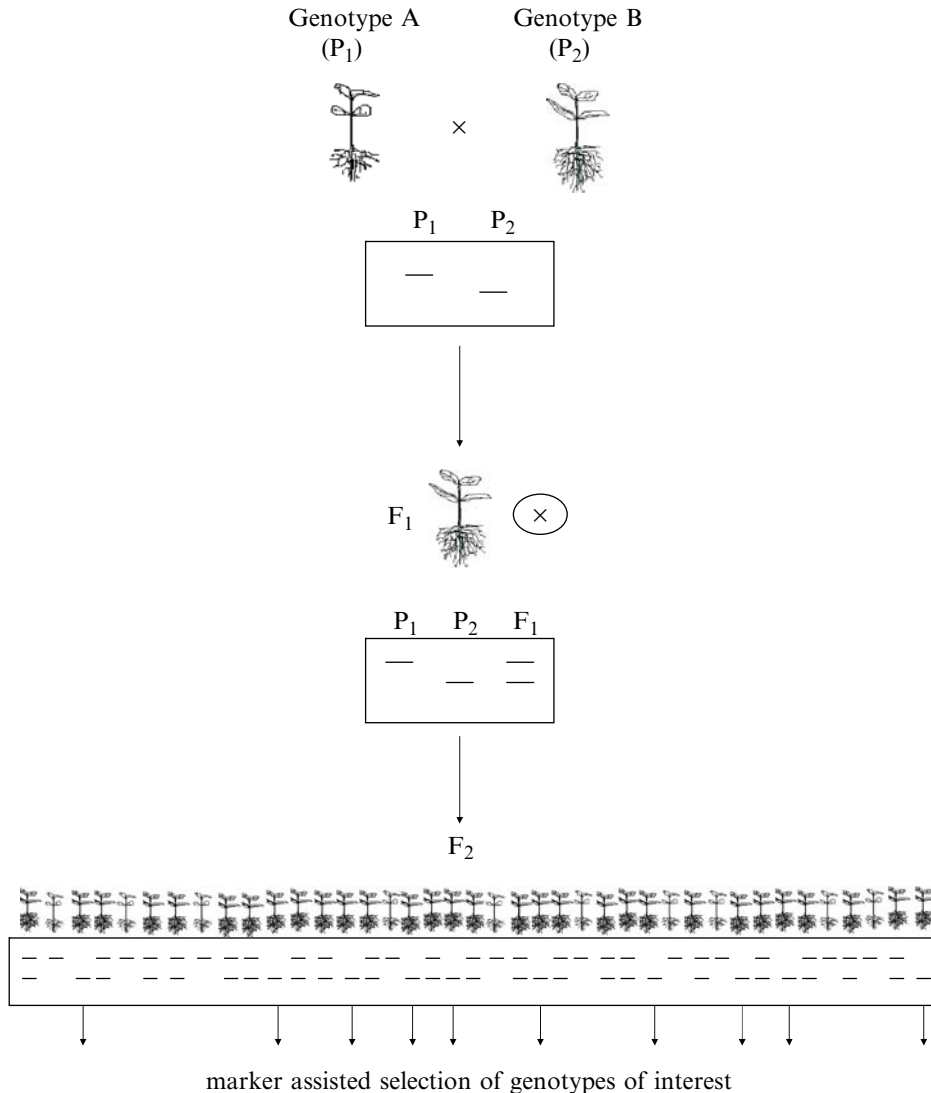 Genotype A Genotype B
(P₁) (P₂)
×
P₁ P₂
F₁ ×
P₁ P₂ F₁
F₂
marker assisted selection of genotypes of interest